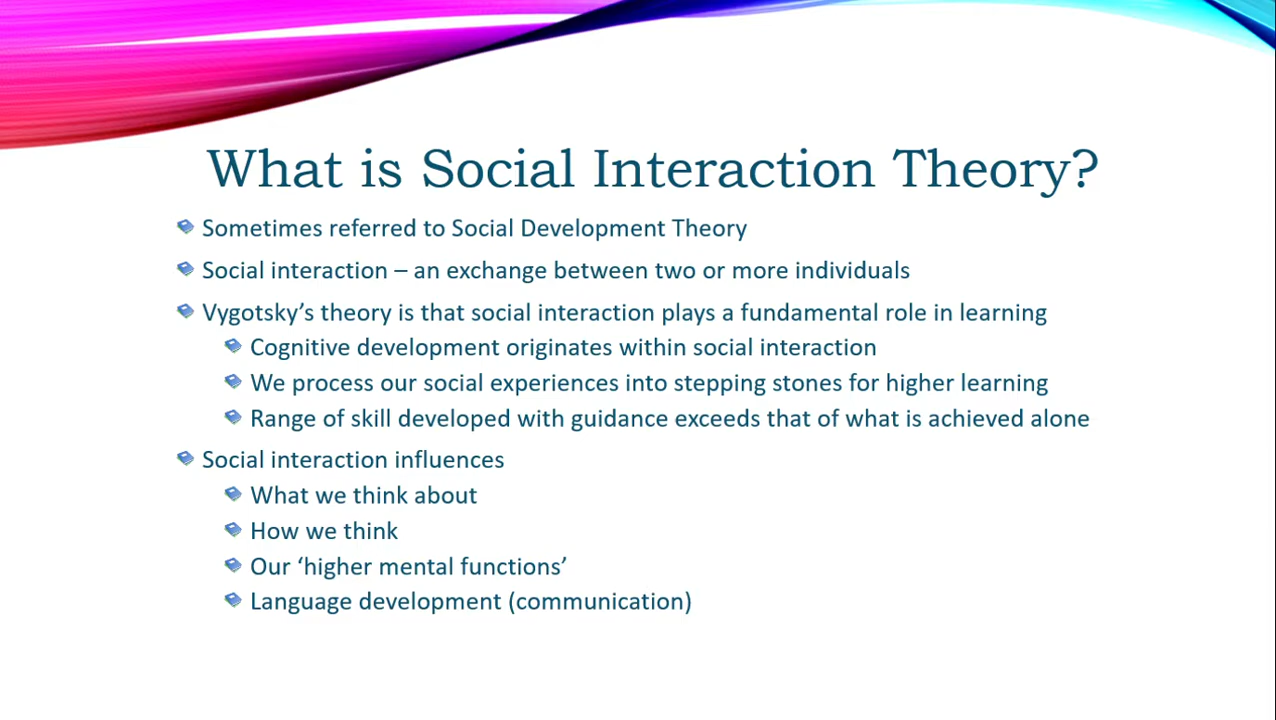 What is Social Interaction Theory?
Sometimes referred to Social Development Theory
Social interaction – an exchange between two or more individuals
Vygotsky’s theory is that social interaction plays a fundamental role in learning
Cognitive development originates within social interaction
We process our social experiences into stepping stones for higher learning
Range of skill developed with guidance exceeds that of what is achieved alone
Social interaction influences
What we think about
How we think
Our ‘higher mental functions’
Language development (communication)